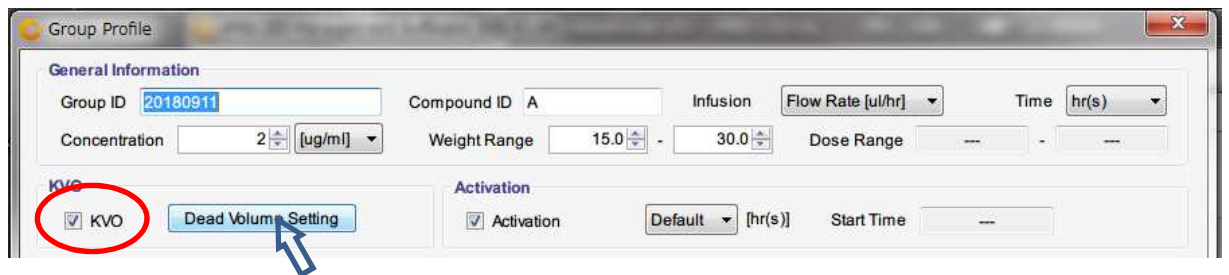 Group Profile
General Information
Group ID 20180911 Compound ID A Infusion Flow Rate [ul/hr] Time hr(s)
Concentration 2 [ug/ml] Weight Range 15.0 - 30.0 Dose Range --- - ---
KVO Activation
KVO Dead Volume Setting Activation Default [hr(s)] Start Time ---